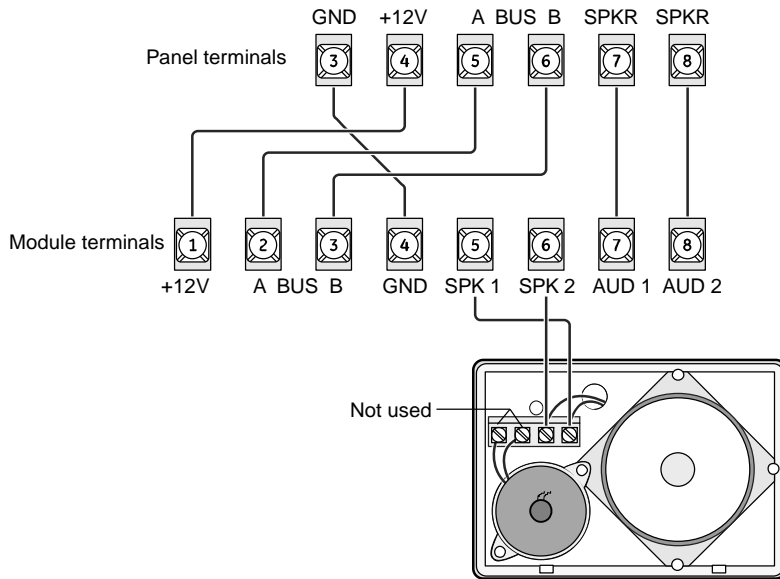 GND +12V A BUS B SPKR SPKR
Panel terminals 3 4 5 6 7 8
Module terminals 1 2 3 4 5 6 7 8
+12V A BUS B GND SPK 1 SPK 2 AUD 1 AUD 2
Not used